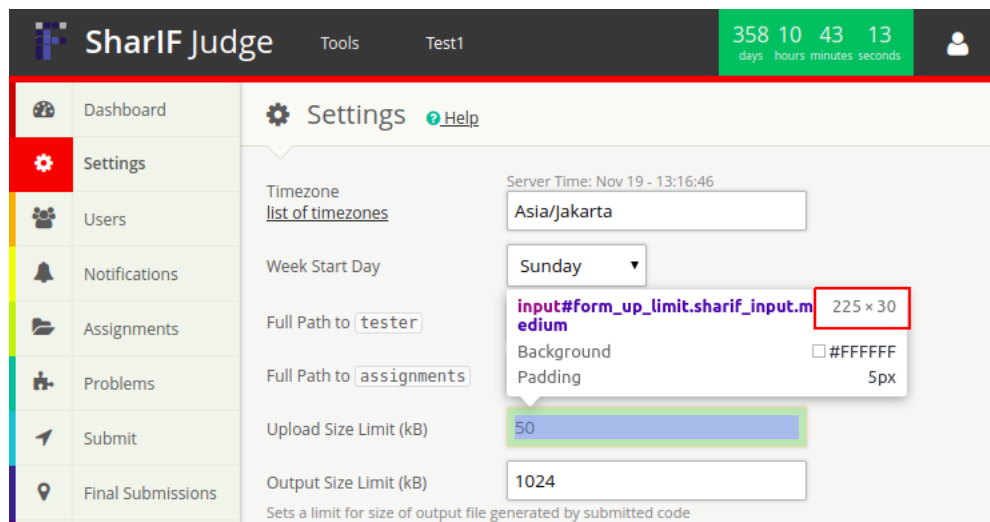 SharIF Judge Tools Test1 358 10 43 13
days hours minutes seconds
Dashboard
Settings
Users
Notifications
Assignments
Problems
Submit
Final Submissions
Settings Help
Server Time: Nov 19 - 13:16:46
Timezone
list of timezones
Asia/Jakarta
Week Start Day
Sunday
input#form_up_limit.sharif_input.m 225 × 30
edium
Background #FFFFFF
Padding 5px
Full Path to tester
Full Path to assignments
Upload Size Limit (kB)
50
Output Size Limit (kB)
1024
Sets a limit for size of output file generated by submitted code